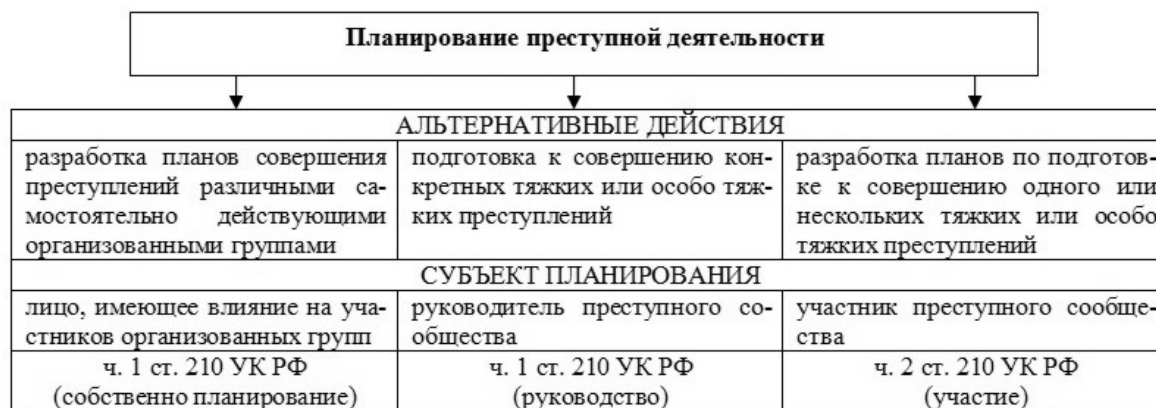 Планирование преступной деятельности
АЛЬТЕРНАТИВНЫЕ ДЕЙСТВИЯ
разработка планов совершения
преступлений различными са-
мостоятельно действующими
организованными группами
подготовка к совершению кон-
кретных тяжких или особо тяж-
ких преступлений
разработка планов по подготов-
ке к совершению одного или
нескольких тяжких или особо
тяжких преступлений
СУБЪЕКТ ПЛАНИРОВАНИЯ
лицо, имеющее влияние на уча-
стников организованных групп
руководитель преступного со-
общества
участник преступного сообще-
ства
ч. 1 ст. 210 УК РФ
(собственно планирование)
ч. 1 ст. 210 УК РФ
(руководство)
ч. 2 ст. 210 УК РФ
(участие)